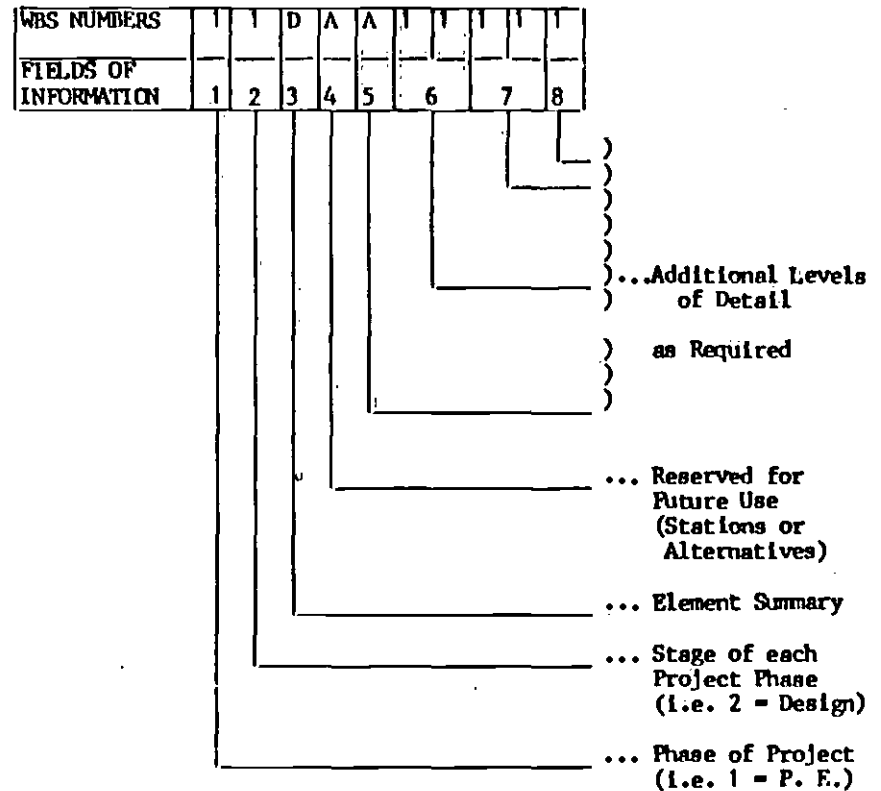 WBS NUMBERS 1 1 D A A 1 1 1 1 1
FIELDS OF
INFORMATION 1 2 3 4 5 6 7 8
)
)
)
)
)
)...Additional Levels
) of Detail
) as Required
)
)
... Reserved for
Future Use
(Stations or
Alternatives)
... Element Summary
... Stage of each
Project Phase
(i.e. 2 = Design)
... Phase of Project
(i.e. 1 = P. E.)